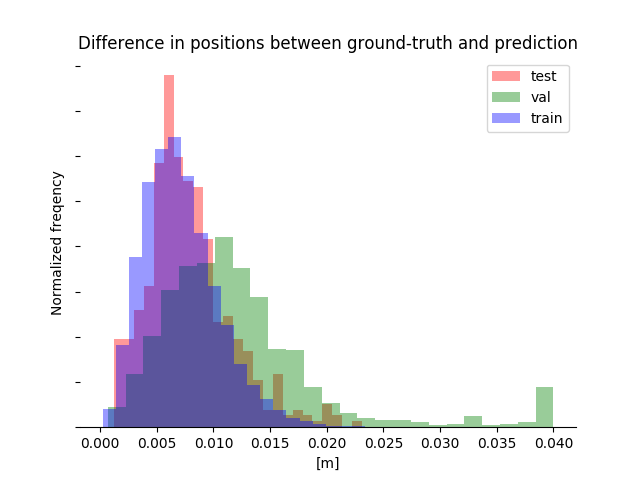 Difference in positions between ground-truth and prediction
test
val
train
Normalized freqency
0.000 0.005 0.010 0.015 0.020 0.025 0.030 0.035 0.040
[m]